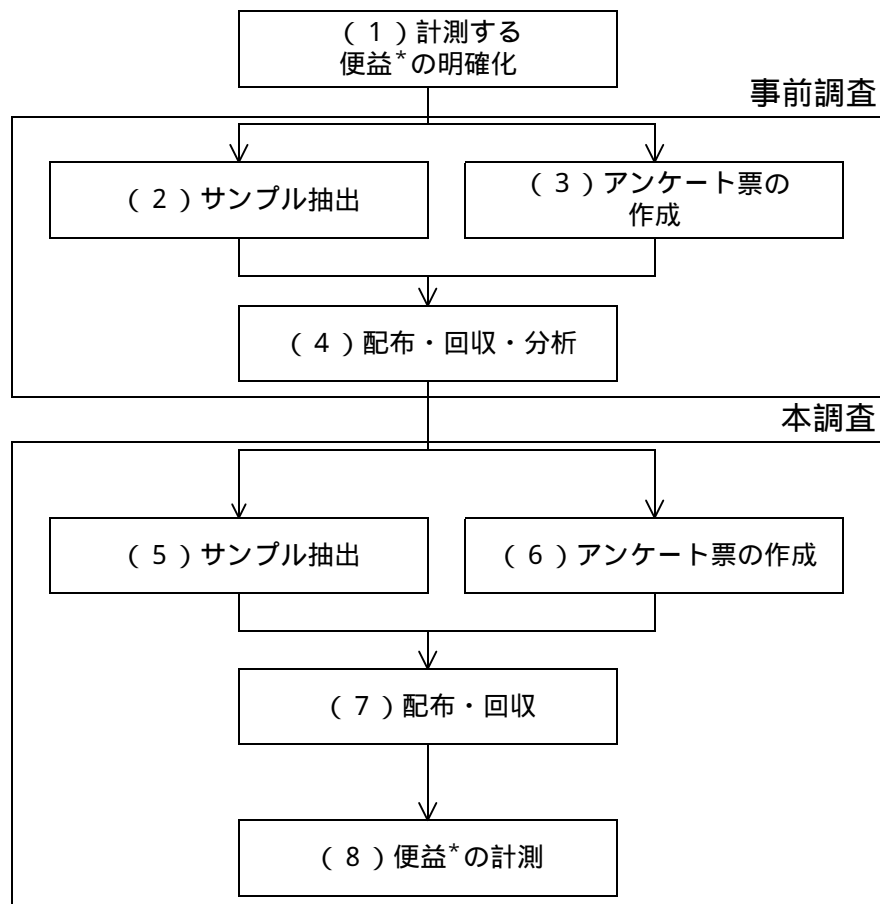 ( 1 ) 計測する
便益*の明確化
事前調査
( 2 ) サンプル抽出
( 3 ) アンケート票の
作成
( 4 ) 配布・回収・分析
本調査
( 5 ) サンプル抽出
( 6 ) アンケート票の作成
( 7 ) 配布・回収
( 8 ) 便益*の計測